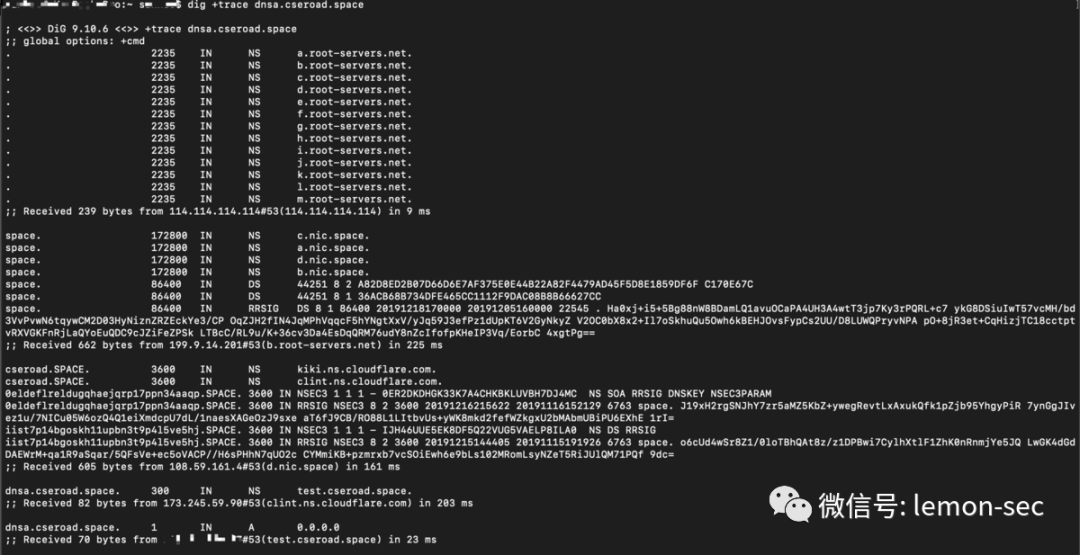 dig +trace dnsa.cseroad.space
; <<>> DiG 9.10.6 <<>> +trace dnsa.cseroad.space
;; global options: +cmd
. 2235 IN NS a.root-servers.net.
. 2235 IN NS b.root-servers.net.
. 2235 IN NS c.root-servers.net.
. 2235 IN NS d.root-servers.net.
. 2235 IN NS e.root-servers.net.
. 2235 IN NS f.root-servers.net.
. 2235 IN NS g.root-servers.net.
. 2235 IN NS h.root-servers.net.
. 2235 IN NS i.root-servers.net.
. 2235 IN NS j.root-servers.net.
. 2235 IN NS k.root-servers.net.
. 2235 IN NS l.root-servers.net.
. 2235 IN NS m.root-servers.net.
;; Received 239 bytes from 114.114.114.114#53(114.114.114.114) in 9 ms
space. 172800 IN NS c.nic.space.
space. 172800 IN NS a.nic.space.
space. 172800 IN NS d.nic.space.
space. 172800 IN NS b.nic.space.
space. 86400 IN DS 44251 8 2 A82D8ED2B07D66D6E7AF375E0E44B22A82F4479AD45F5D8E1859DF6F C170E67C
space. 86400 IN DS 44251 8 1 36ACB68B734DFE465CC1112F9DAC08B8B66627CC
space. 86400 IN RRSIG DS 8 1 86400 20191218170000 20191205160000 22545 . Ha0xj+i5+5Bg88nW8BDamLQ1avuOCaPA4UH3A4wtT3jp7Ky3rPQRL+c7 ykG8DSiuIwT57vcMH/bd
3VvPvwN6tqywCM2D03HyNiznZRZEckYe3/CP OqZJH2fIN4JqMPhVqqcF5hYNgtXxV/yJq59J3efPz1dUpKT6V2GyNkyZ V2OC0bX8x2+Il7oSkhuQu5Owh6kBEHJOvsFypCs2UU/D8LUWQPryvNPA pO+8jR3et+CqHizjTC18cctpt
vRXVGKFnRjLaQYoEuQDC9cJZiFeZPSk LTBcC/RL9u/K+36cv3Da4EsDqQRM76udY8nZcIfofpKHeIP3Vq/EorbC 4xgtPg==
;; Received 662 bytes from 199.9.14.201#53(b.root-servers.net) in 225 ms
cseroad.SPACE. 3600 IN NS kiki.ns.cloudflare.com.
cseroad.SPACE. 3600 IN NS clint.ns.cloudflare.com.
0eldeflrelduqqhaejqrp17ppn34aaqp.SPACE. 3600 IN NSEC3 1 1 1 - 0ER2DKDHGK33K7A4CHKBKLUVBH7DJ4MC NS SOA RRSIG DNSKEY NSEC3PARAM
0eldeflrelduqqhaejqrp17ppn34aaqp.SPACE. 3600 IN RRSIG NSEC3 8 2 3600 20191216215622 20191116152129 6763 space. J19xH2rgSNJhY7zr5aMZ5KbZ+ywegRevtLxAxukQfk1pZjb95YhgyPiR 7ynGgJIv
ez1u/7NICu05W6ozQ4Q1eiXmdcpU7dL/1naesXAGeDzJ9sxe aT6fJ9CB/RO88L1LItbvUs+yWK8mkd2fefWZkgxU2bMAbmUBiPU6EXhE 1rI=
iist7p14bgoskh11upbn3t9p4l5ve5hj.SPACE. 3600 IN NSEC3 1 1 1 - IJH46UUE5EK8DF5Q22VUG5VAELP8ILA0 NS DS RRSIG
iist7p14bgoskh11upbn3t9p4l5ve5hj.SPACE. 3600 IN RRSIG NSEC3 8 2 3600 20191215144405 20191115191926 6763 space. o6cUd4wSr8Z1/0loTBhQAt8z/z1DPBwi7CylhXtlF1ZhK0nRnmjYe5JQ LwGK4dGd
DAEWrM+qa1R9aSqar/5QFsVe+ec5oVACP//H6sPHhN7qUO2c CYMmiKB+pzmrxb7vcSOiEwh6e9bLs102MRomLsyNZeT5RiJUlQM71PQf 9dc=
;; Received 605 bytes from 108.59.161.4#53(d.nic.space) in 161 ms
dnsa.cseroad.space. 300 IN NS test.cseroad.space.
;; Received 82 bytes from 173.245.59.90#53(clint.ns.cloudflare.com) in 203 ms
dnsa.cseroad.space. 1 IN A 0.0.0.0
;; Received 70 bytes from #53(test.cseroad.space) in 23 ms
微信号: lemon-sec